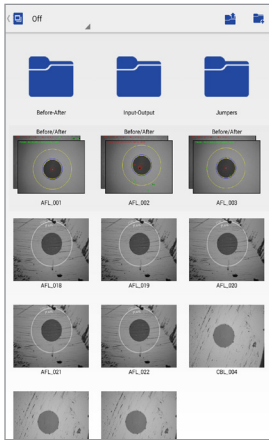 Off
Before-After Input-Output Jumpers
Before/After Before/After Before/After
AFL_001 AFL_002 AFL_003
AFL_018 AFL_019 AFL_020
AFL_021 AFL_022 CBL_004